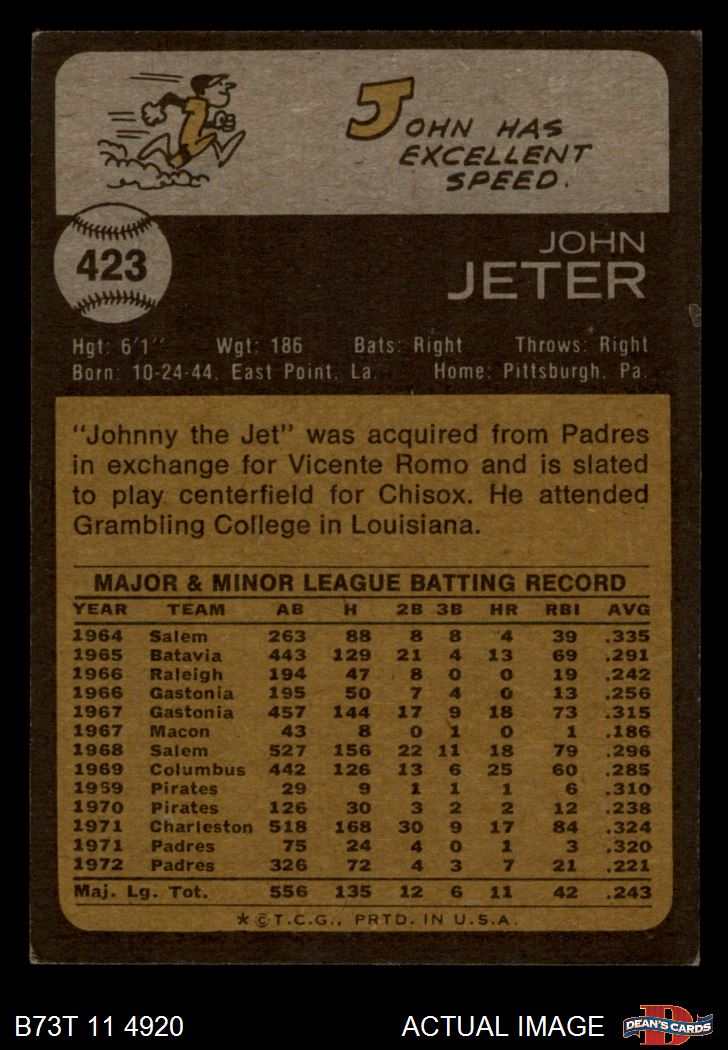 JOHN HAS
EXCELLENT
SPEED.
423
JOHN
JETER
Hgt: 6'1" Wgt: 186 Bats: Right Throws: Right
Born: 10-24-44, East Point, La. Home: Pittsburgh, Pa.
"Johnny the Jet" was acquired from Padres
in exchange for Vicente Romo and is slated
to play centerfield for Chisox. He attended
Grambling College in Louisiana.
MAJOR & MINOR LEAGUE BATTING RECORD
YEAR TEAM AB H 2B 3B HR RBI AVG
1964 Salem 263 88 8 8 4 39 .335
1965 Batavia 443 129 21 4 13 69 .291
1966 Raleigh 194 47 8 0 0 19 .242
1966 Gastonia 195 50 7 4 0 13 .256
1967 Gastonia 457 144 17 9 18 73 .315
1967 Macon 43 8 0 1 0 1 .186
1968 Salem 527 156 22 11 18 79 .296
1969 Columbus 442 126 13 6 25 60 .285
1959 Pirates 29 9 1 1 1 6 .310
1970 Pirates 126 30 3 2 2 12 .238
1971 Charleston 518 168 30 9 17 84 .324
1971 Padres 75 24 4 0 1 3 .320
1972 Padres 326 72 4 3 7 21 .221
Maj. Lg. Tot. 556 135 12 6 11 42 .243
* © T.C.G., PRTD. IN U.S.A.
B73T 11 4920 ACTUAL IMAGE D DEAN'S CARDS